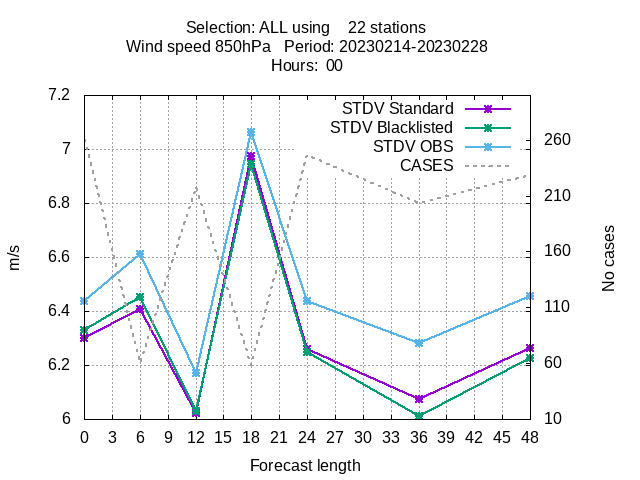 Selection: ALL using    22 stations
Wind speed 850hPa   Period: 20230214-20230228
Hours:  00
STDV Standard
STDV Blacklisted
STDV OBS
CASES
7.2
7
6.8
6.6
6.4
6.2
6
260
210
160
110
60
10
m/s
No cases
0 3 6 9 12 15 18 21 24 27 30 33 36 39 42 45 48
Forecast length